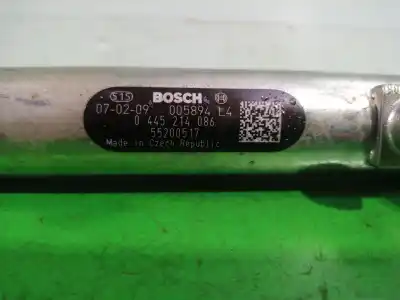 515 BOSCH
07-02-09 005894 L4
0 445 214 086
55200517
Made in Czech Republic